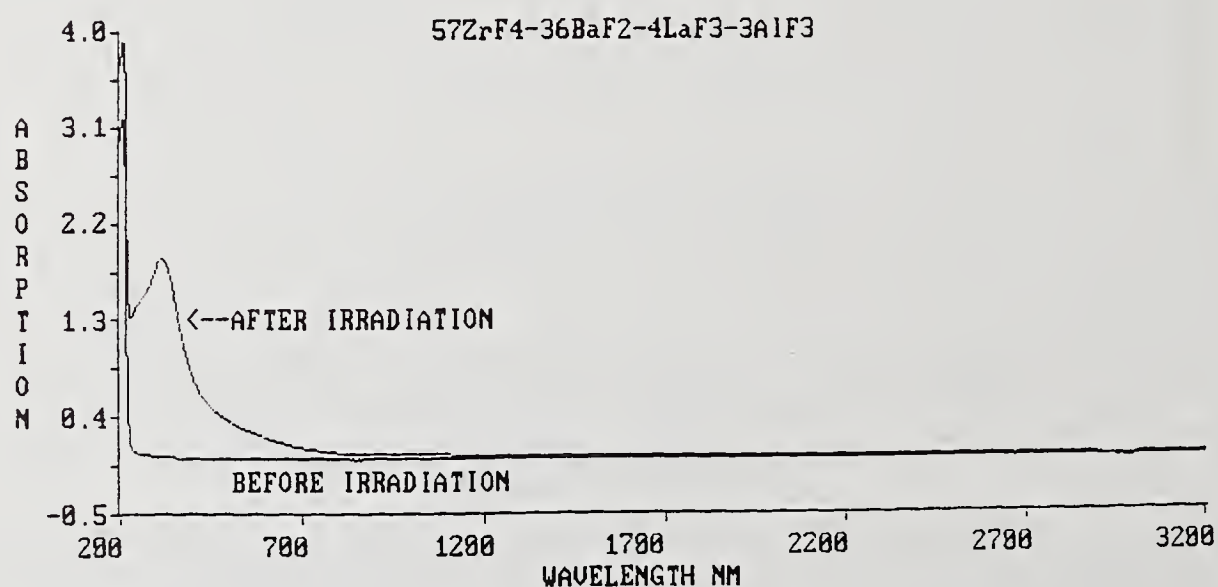 57ZrF4-36BaF2-4LaF3-3AlF3
4.0
3.1
2.2
1.3
0.4
-0.5
ABSORPTION
<--AFTER IRRADIATION
BEFORE IRRADIATION
200 700 1200 1700 2200 2700 3200
WAVELENGTH NM